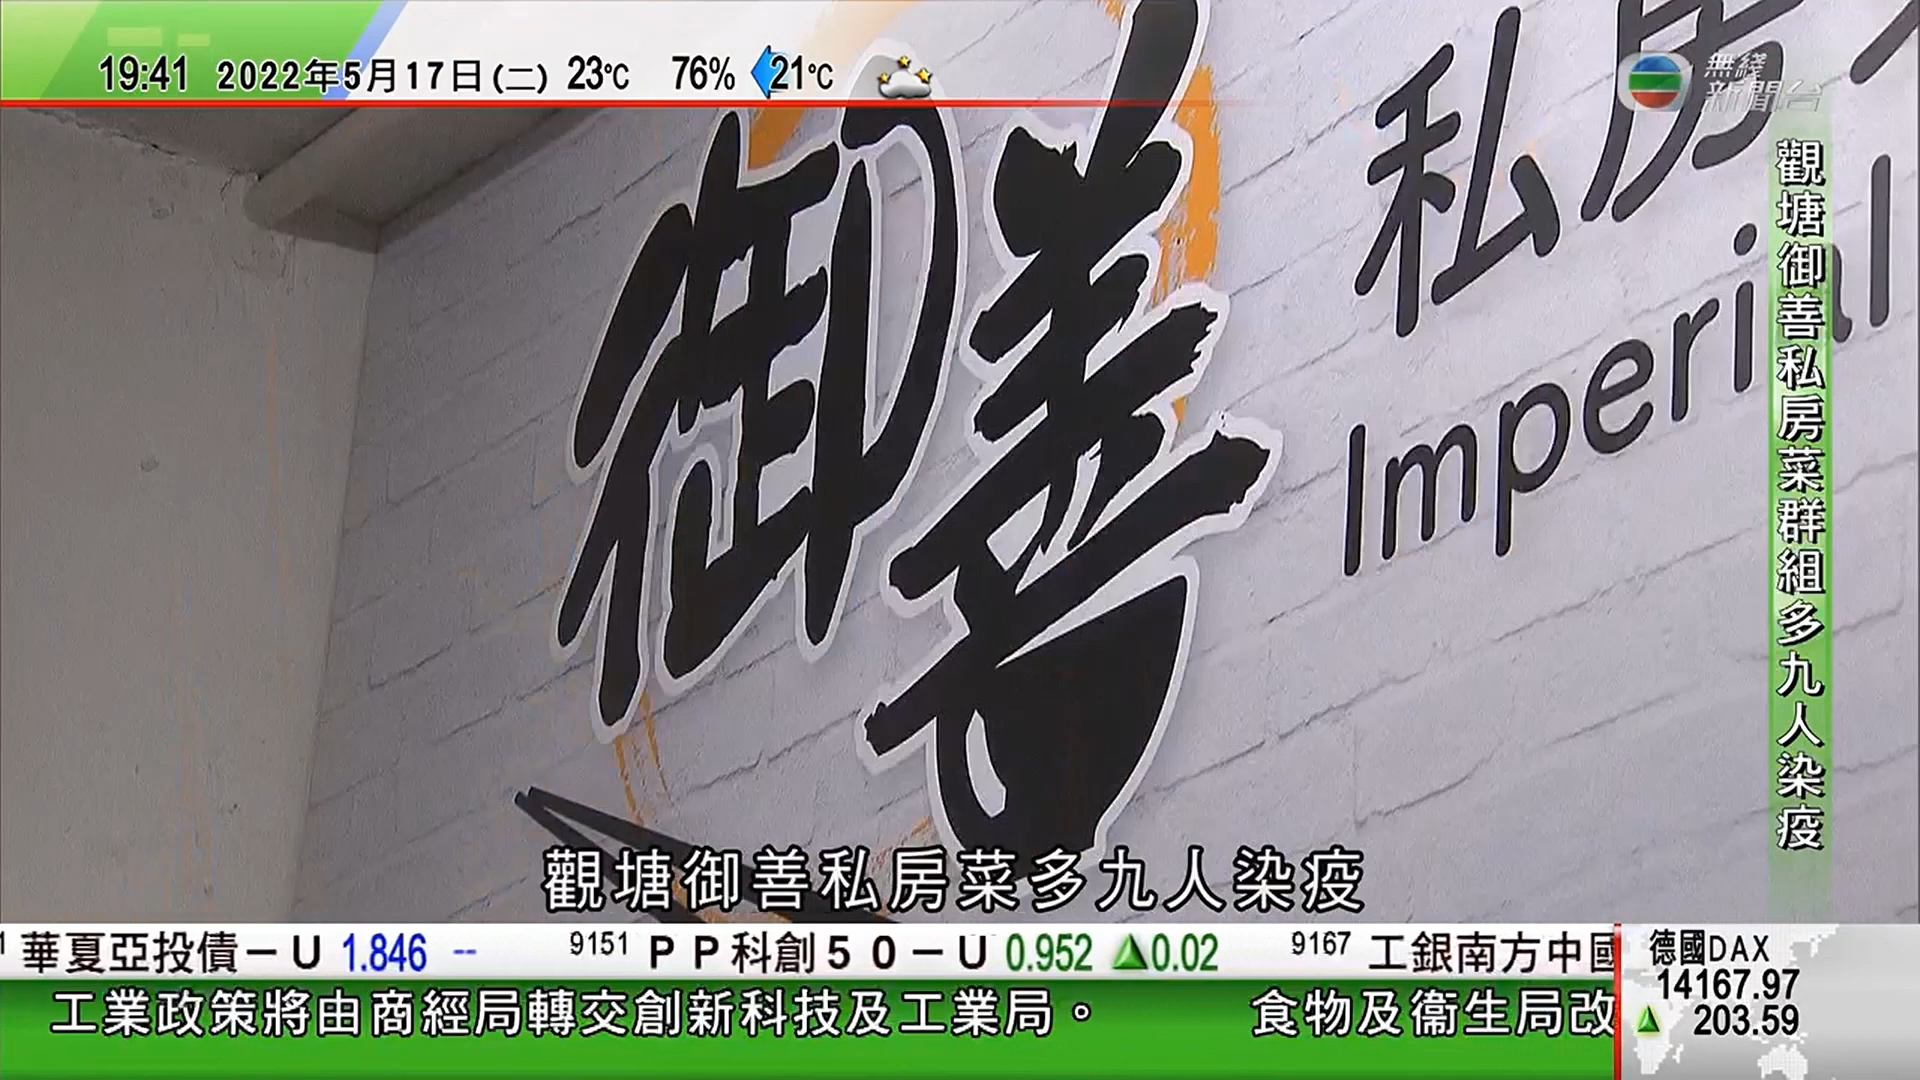 19:41 2022年5月17日(二) 23℃ 76% 21℃
無綫
新聞台
御善
私房
Imperial
觀塘御善私房菜群組多九人染疫
觀塘御善私房菜多九人染疫
華夏亞投債－U 1.846 -- 9151 PP科創50－U 0.952 ▲0.02 9167 工銀南方中國
工業政策將由商經局轉交創新科技及工業局。 食物及衞生局改
德國DAX
14167.97
▲ 203.59